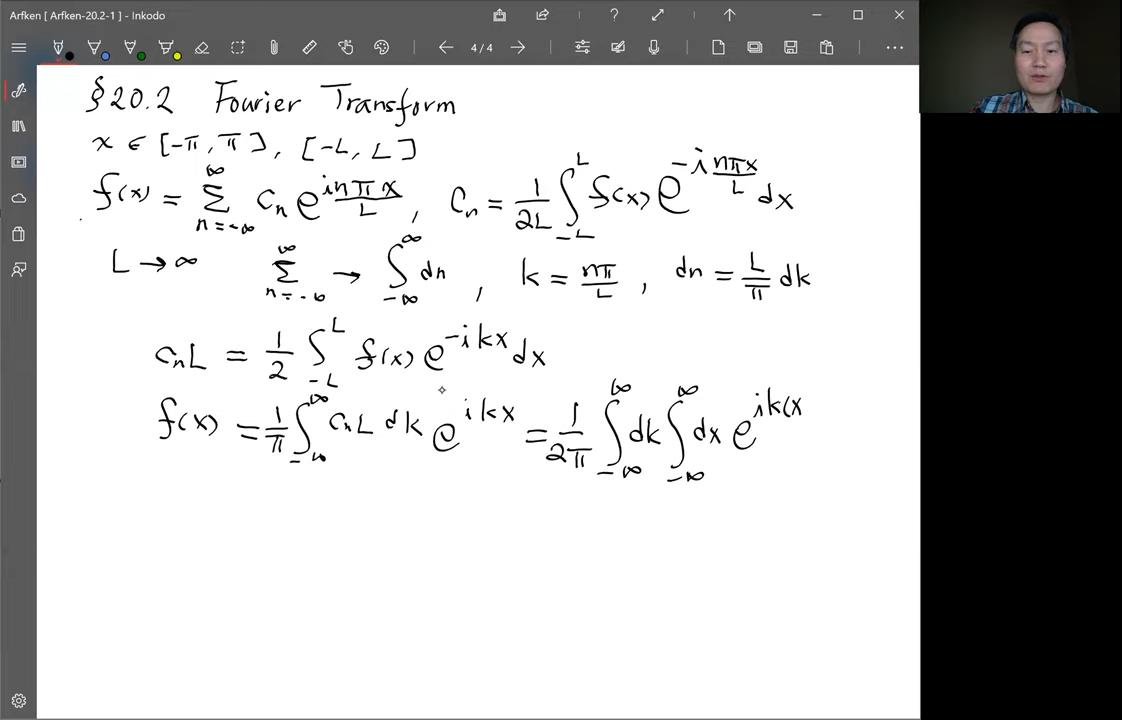 Arfken [ Arfken-20.2-1 ] - Inkodo
4/4
§20.2 Fourier Transform
x ∈ [-π, π], [-L, L]
f(x) = Σ_{n=-∞}^{∞} c_n e^{inπx/L}, c_n = 1/2L ∫_{-L}^{L} f(x) e^{-i nπx/L} dx
L → ∞ Σ_{n=-∞}^{∞} → ∫_{-∞}^{∞} dn, k = nπ/L, dn = L/π dk
c_n L = 1/2 ∫_{-L}^{L} f(x) e^{-ikx} dx
f(x) = 1/π ∫_{-∞}^{∞} c_n L dk e^{ikx} = 1/2π ∫_{-∞}^{∞} dk ∫_{-∞}^{∞} dx e^{ik(x